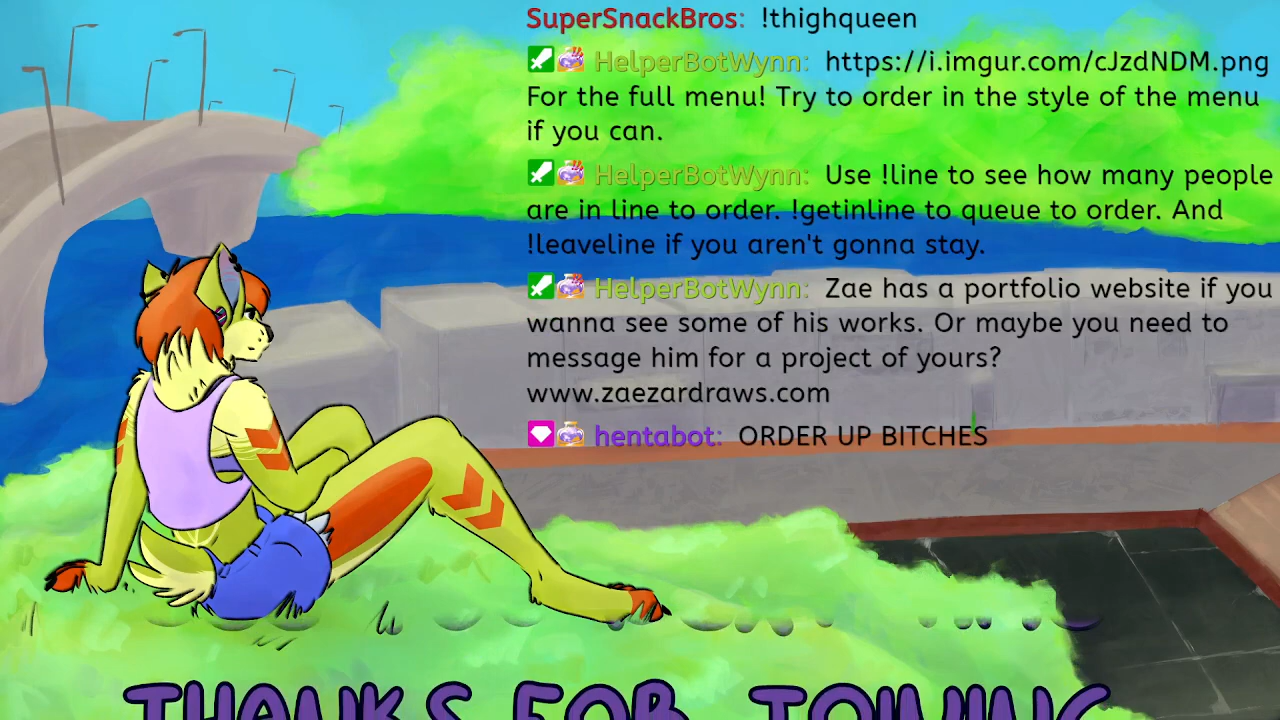 SuperSnackBros: !thighqueen
HelperBotWynn: https://i.imgur.com/cJzdNDM.png
For the full menu! Try to order in the style of the menu
if you can.
HelperBotWynn: Use !line to see how many people
are in line to order. !getinline to queue to order. And
!leaveline if you aren't gonna stay.
HelperBotWynn: Zae has a portfolio website if you
wanna see some of his works. Or maybe you need to
message him for a project of yours?
www.zaezardraws.com
hentabot: ORDER UP BITCHES
THANKS FOR JOINING